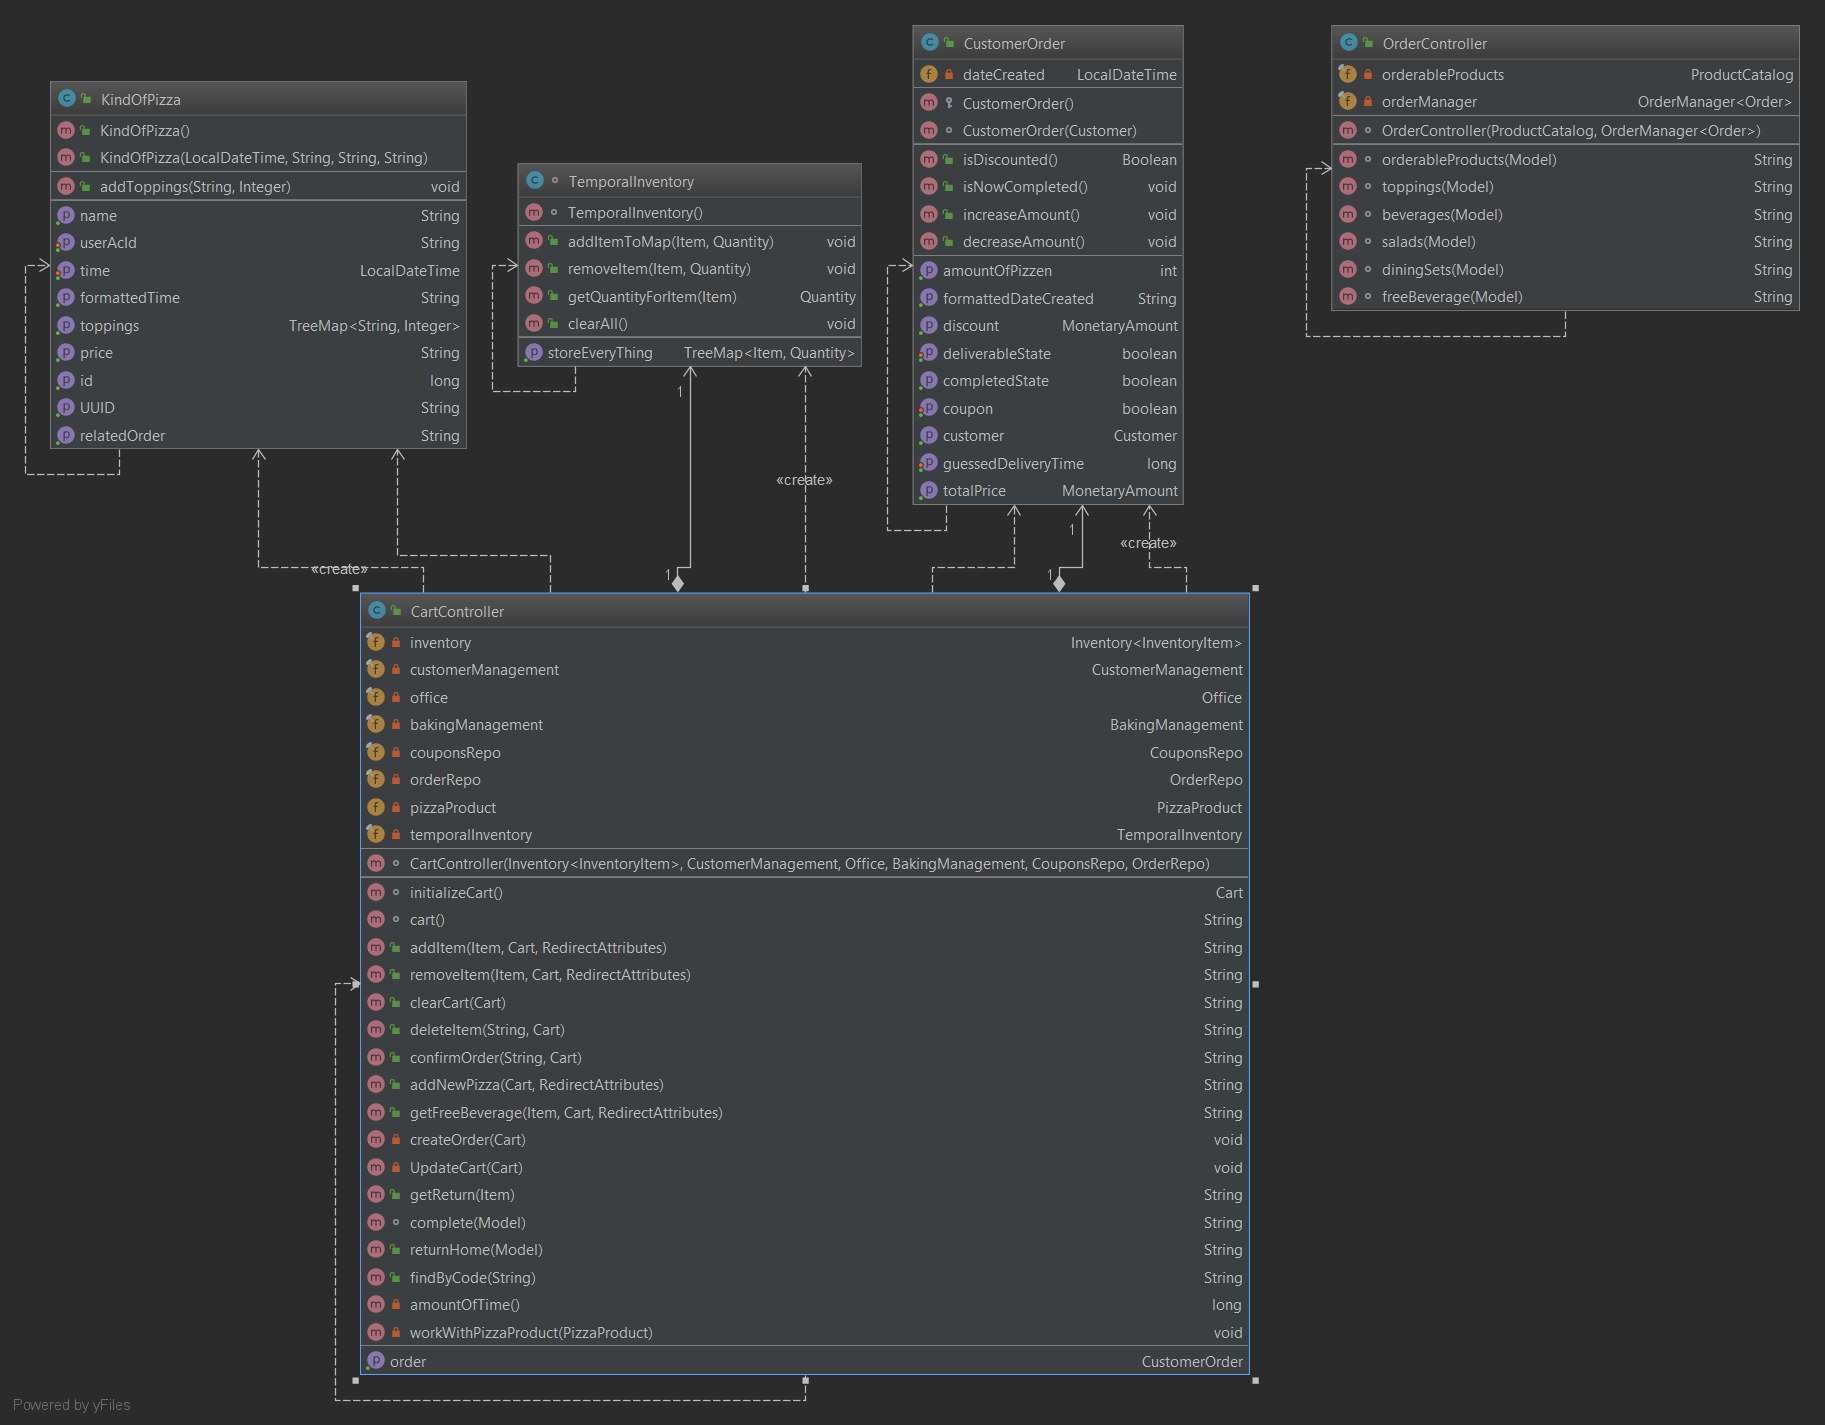 KindOfPizza
KindOfPizza()
KindOfPizza(LocalDateTime, String, String, String)
addToppings(String, Integer) void
name String
userAcId String
time LocalDateTime
formattedTime String
toppings TreeMap<String, Integer>
price String
id long
UUID String
relatedOrder String
TemporalInventory
TemporalInventory()
addItemToMap(Item, Quantity) void
removeItem(Item, Quantity) void
getQuantityForItem(Item) Quantity
clearAll() void
storeEveryThing TreeMap<Item, Quantity>
CustomerOrder
dateCreated LocalDateTime
CustomerOrder()
CustomerOrder(Customer)
isDiscounted() Boolean
isNowCompleted() void
increaseAmount() void
decreaseAmount() void
amountOfPizzen int
formattedDateCreated String
discount MonetaryAmount
deliverableState boolean
completedState boolean
coupon boolean
customer Customer
guessedDeliveryTime long
totalPrice MonetaryAmount
OrderController
orderableProducts ProductCatalog
orderManager OrderManager<Order>
OrderController(ProductCatalog, OrderManager<Order>)
orderableProducts(Model) String
toppings(Model) String
beverages(Model) String
salads(Model) String
diningSets(Model) String
freeBeverage(Model) String
1
«create»
1
«create»
«create»
1
1
CartController
inventory Inventory<InventoryItem>
customerManagement CustomerManagement
office Office
bakingManagement BakingManagement
couponsRepo CouponsRepo
orderRepo OrderRepo
pizzaProduct PizzaProduct
temporalInventory TemporalInventory
CartController(Inventory<InventoryItem>, CustomerManagement, Office, BakingManagement, CouponsRepo, OrderRepo)
initializeCart() Cart
cart() String
addItem(Item, Cart, RedirectAttributes) String
removeItem(Item, Cart, RedirectAttributes) String
clearCart(Cart) String
deleteItem(String, Cart) String
confirmOrder(String, Cart) String
addNewPizza(Cart, RedirectAttributes) String
getFreeBeverage(Item, Cart, RedirectAttributes) String
createOrder(Cart) void
UpdateCart(Cart) void
getReturn(Item) String
complete(Model) String
returnHome(Model) String
findByCode(String) String
amountOfTime() long
workWithPizzaProduct(PizzaProduct) void
order CustomerOrder
Powered by yFiles